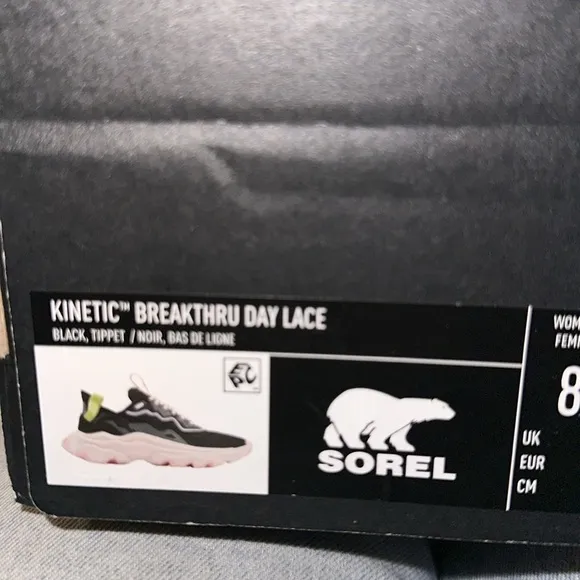 KINETIC™ BREAKTHRU DAY LACE
BLACK, TIPPET / NOIR, BAS DE LIGNE
SOREL
WOM
FEM
8
UK
EUR
CM